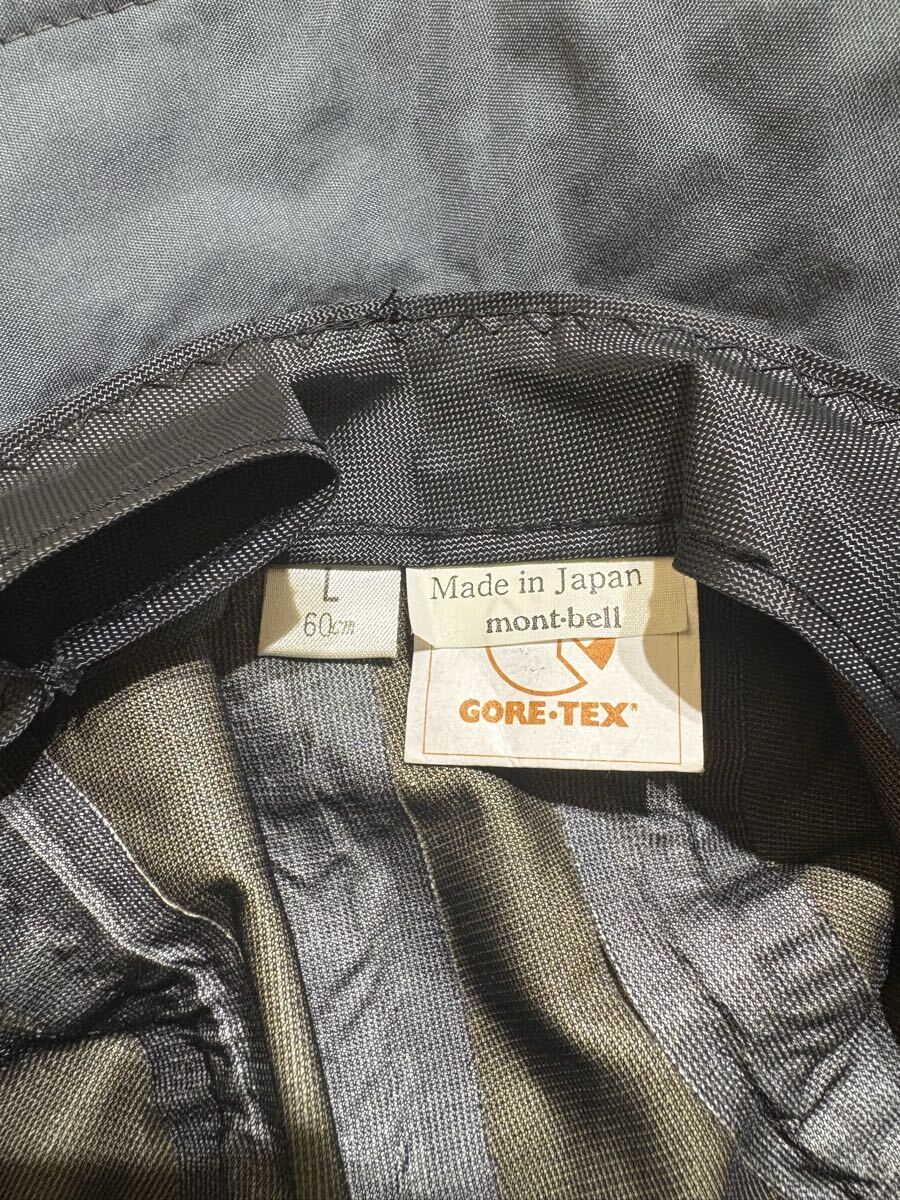 L
60cm
Made in Japan
mont-bell
GORE-TEX®